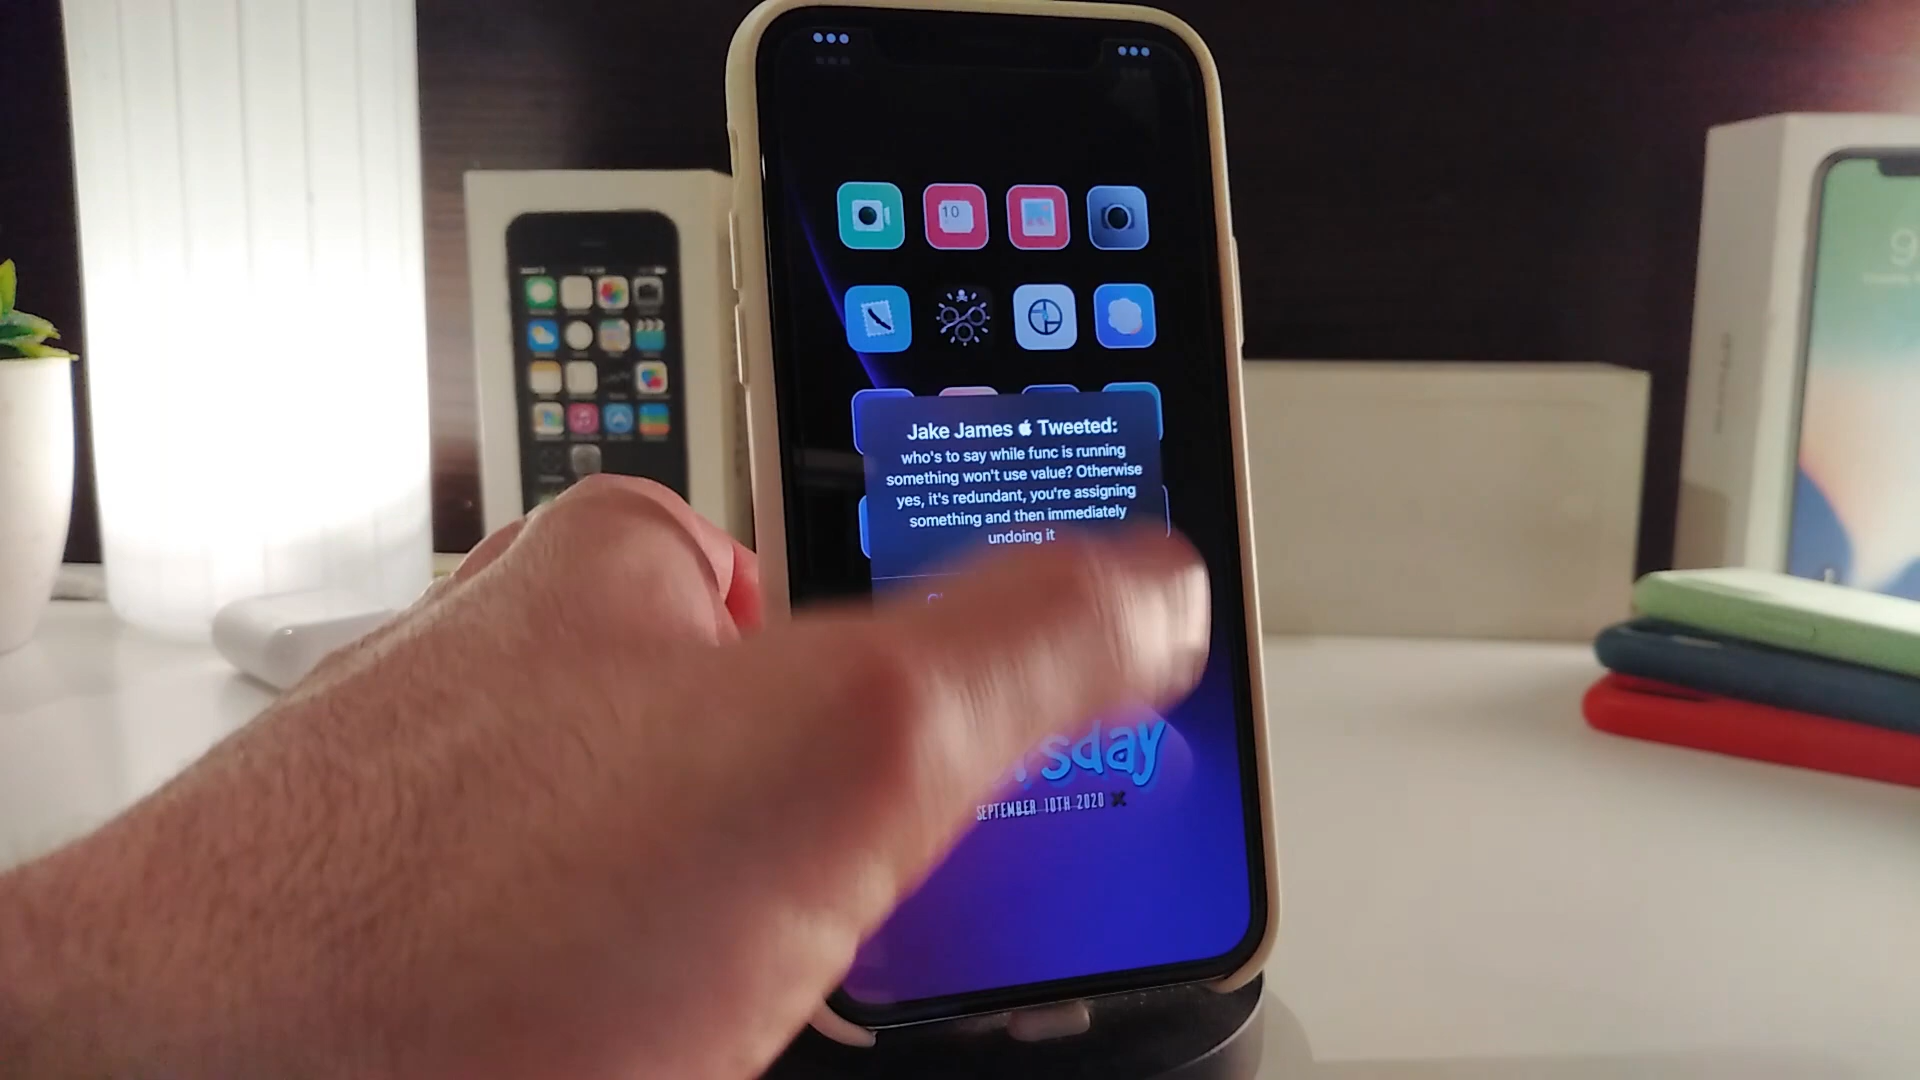 10
Jake James  Tweeted:
who's to say while func is running
something won't use value? Otherwise
yes, it's redundant, you're assigning
something and then immediately
undoing it
SEPTEMBER 10TH 2020